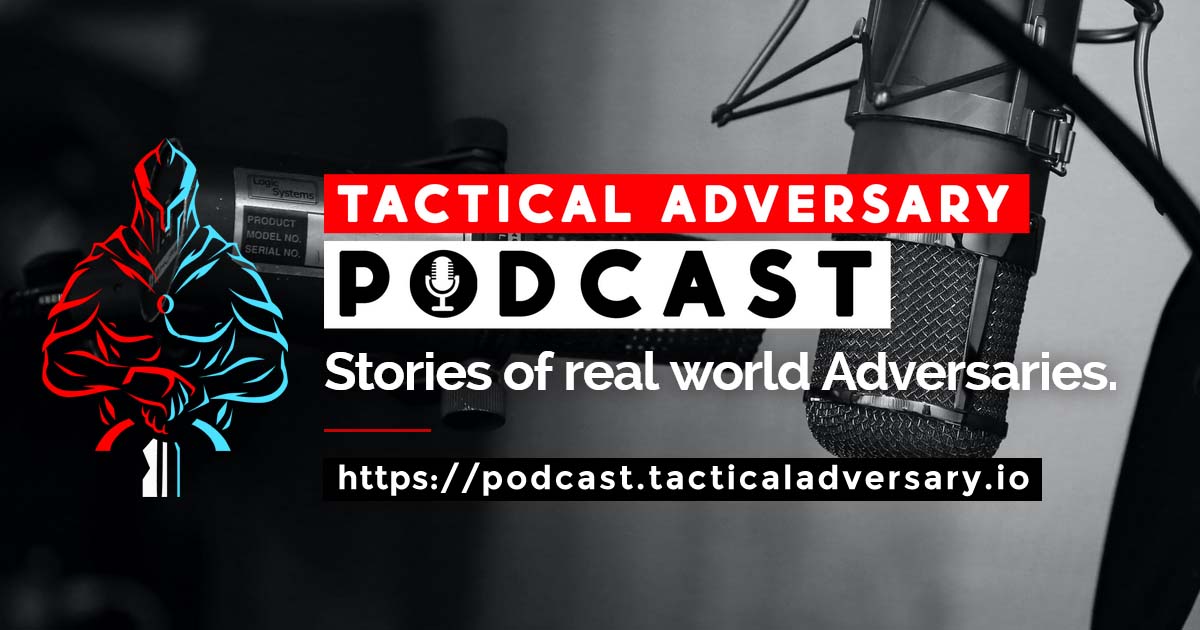 Logic
Systems
PRODUCT
MODEL NO.
SERIAL NO.
TACTICAL ADVERSARY
PODCAST
Stories of real world Adversaries.
https://podcast.tacticaladversary.io